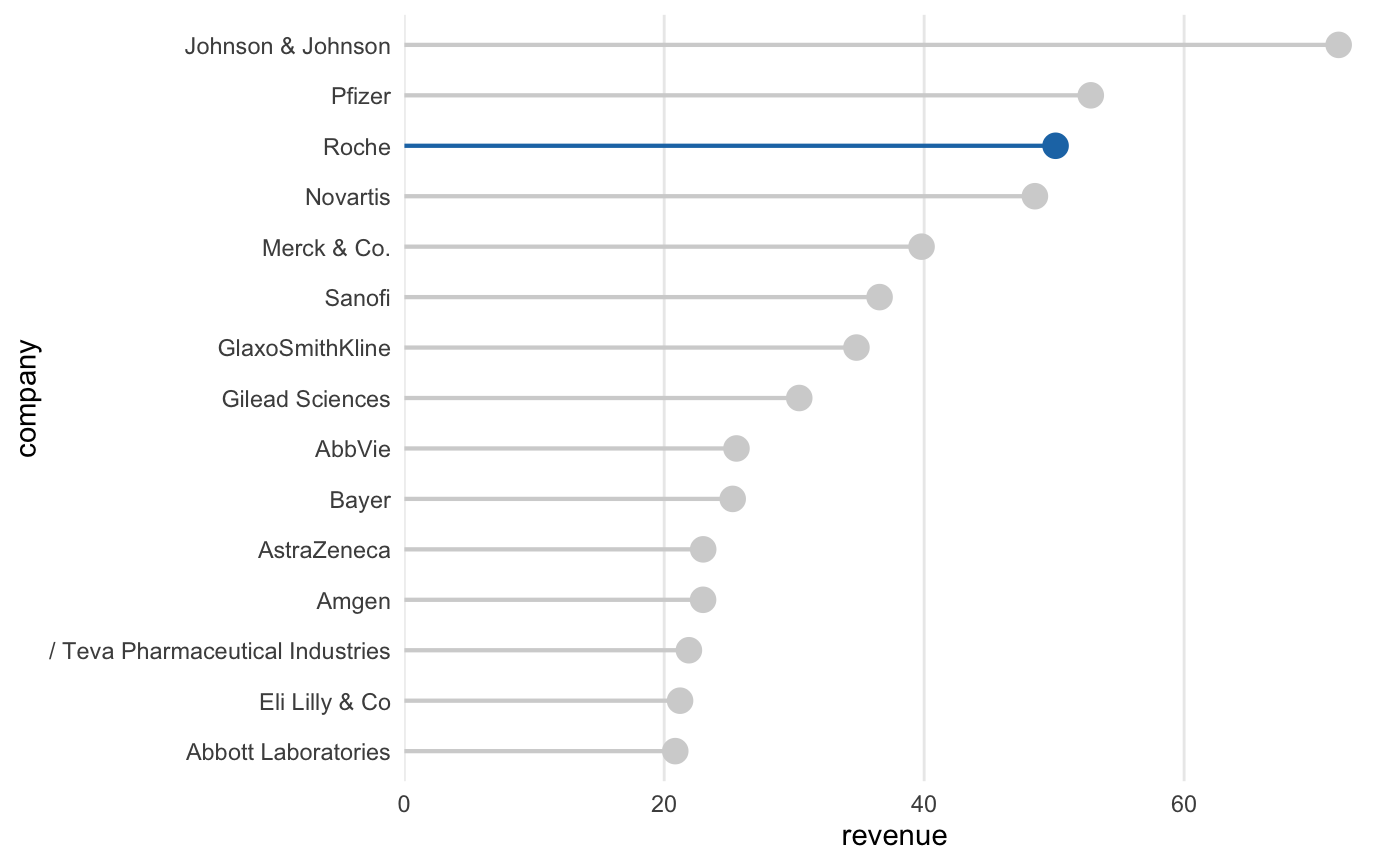 Johnson & Johnson
Pfizer
Roche
Novartis
Merck & Co.
Sanofi
GlaxoSmithKline
Gilead Sciences
AbbVie
Bayer
AstraZeneca
Amgen
/ Teva Pharmaceutical Industries
Eli Lilly & Co
Abbott Laboratories
company
0 20 40 60
revenue